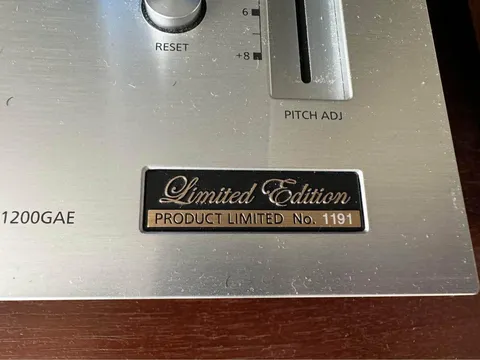 6
RESET
+8
PITCH ADJ
Limited Edition
1200GAE
PRODUCT LIMITED No. 1191